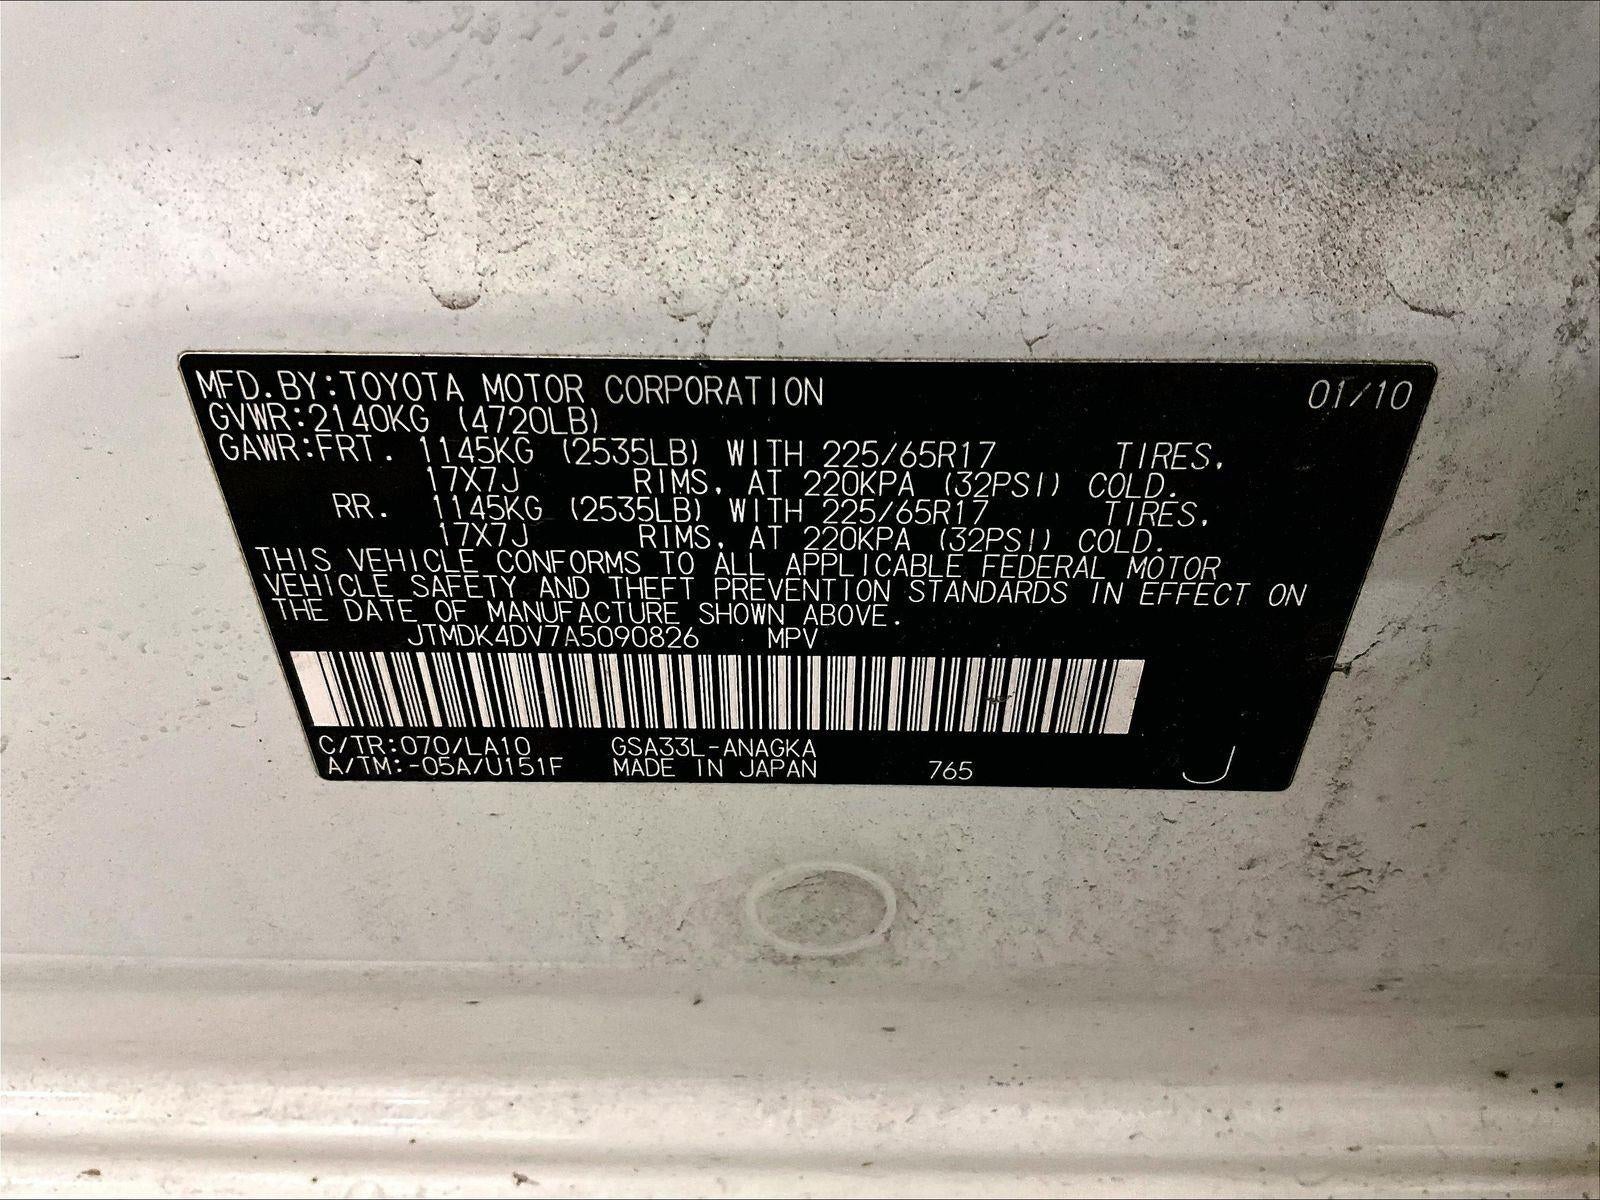 MFD.BY:TOYOTA MOTOR CORPORATION 01/10
GVWR:2140KG (4720LB)
GAWR:FRT. 1145KG (2535LB) WITH 225/65R17 TIRES,
17X7J RIMS, AT 220KPA (32PSI) COLD.
RR. 1145KG (2535LB) WITH 225/65R17 TIRES,
17X7J RIMS, AT 220KPA (32PSI) COLD.
THIS VEHICLE CONFORMS TO ALL APPLICABLE FEDERAL MOTOR
VEHICLE SAFETY AND THEFT PREVENTION STANDARDS IN EFFECT ON
THE DATE OF MANUFACTURE SHOWN ABOVE.
JTMDK4DV7A5090826 MPV
C/TR:070/LA10 GSA33L-ANAGKA
A/TM:-05A/U151F MADE IN JAPAN 765 J